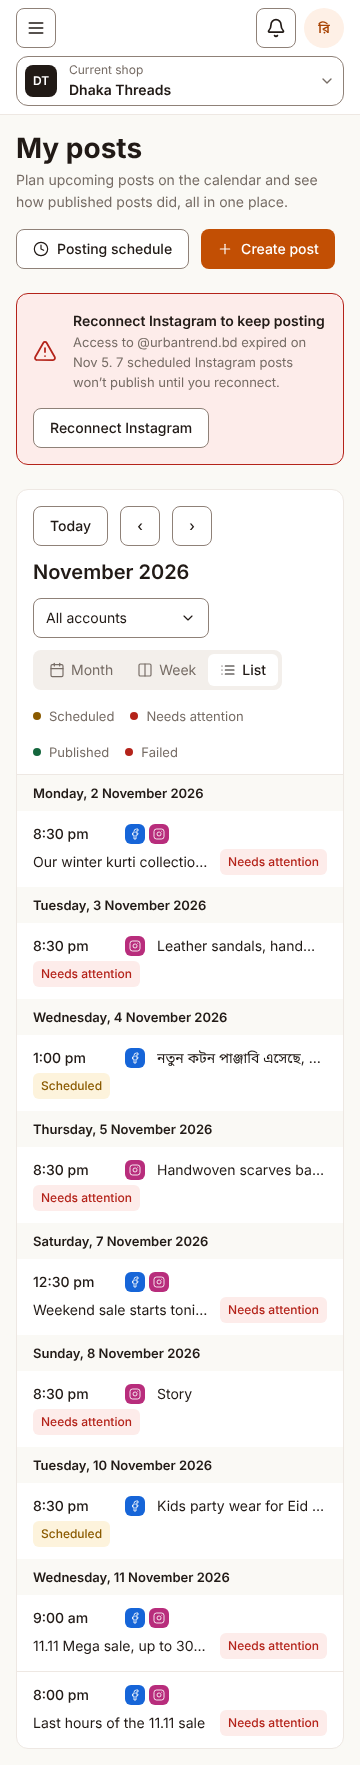 রি
DT
Current shop
Dhaka Threads
My posts
Plan upcoming posts on the calendar and see
how published posts did, all in one place.
Posting schedule
+ Create post
Reconnect Instagram to keep posting
Access to @urbantrend.bd expired on
Nov 5. 7 scheduled Instagram posts
won't publish until you reconnect.
Reconnect Instagram
Today ‹ ›
November 2026
All accounts
Month Week List
Scheduled Needs attention
Published Failed
Monday, 2 November 2026
8:30 pm
Our winter kurti collectio... Needs attention
Tuesday, 3 November 2026
8:30 pm Leather sandals, hand...
Needs attention
Wednesday, 4 November 2026
1:00 pm নতুন কটন পাঞ্জাবি এসেছে, ...
Scheduled
Thursday, 5 November 2026
8:30 pm Handwoven scarves ba...
Needs attention
Saturday, 7 November 2026
12:30 pm
Weekend sale starts toni... Needs attention
Sunday, 8 November 2026
8:30 pm Story
Needs attention
Tuesday, 10 November 2026
8:30 pm Kids party wear for Eid ...
Scheduled
Wednesday, 11 November 2026
9:00 am
11.11 Mega sale, up to 30... Needs attention
8:00 pm
Last hours of the 11.11 sale Needs attention